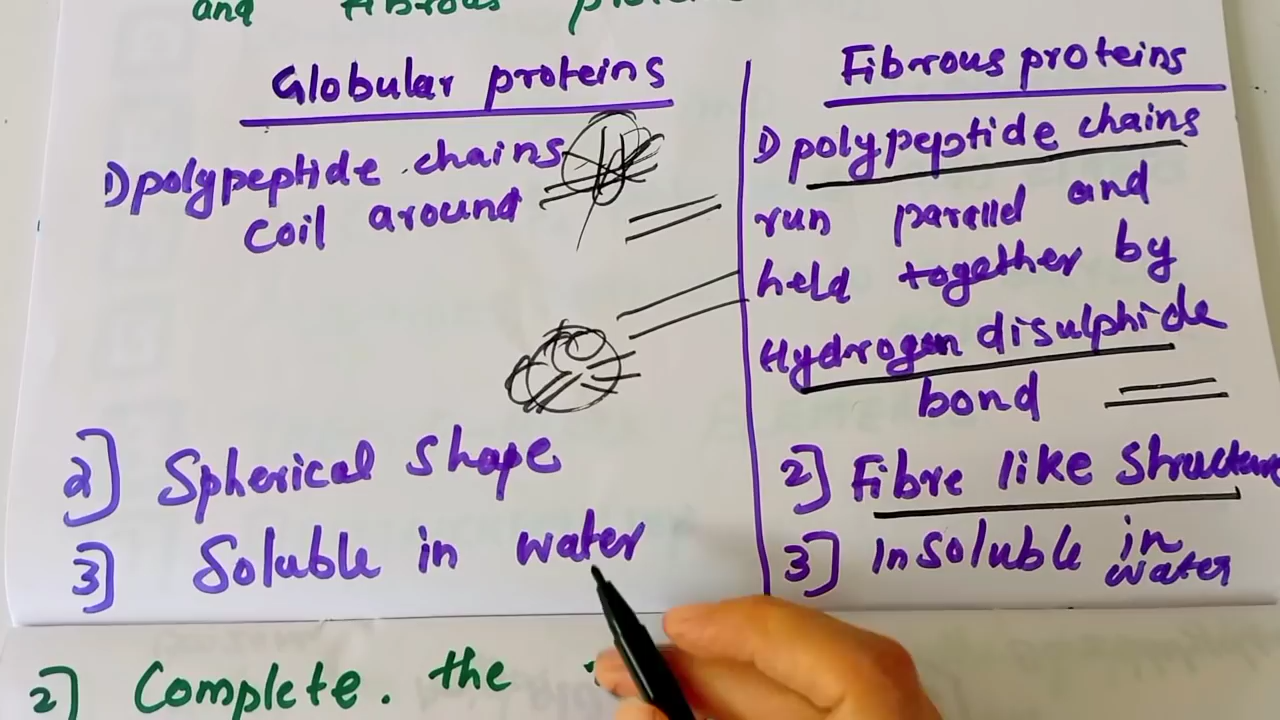 and Fibrous
Globular proteins
1) polypeptide chains
coil around
2] Spherical shape
3] Soluble in water
Fibrous proteins
1) polypeptide chains
run parallel and
held together by
Hydrogen disulphide
bond
2] Fibre like structure
3] Insoluble in
water
2] Complete. the